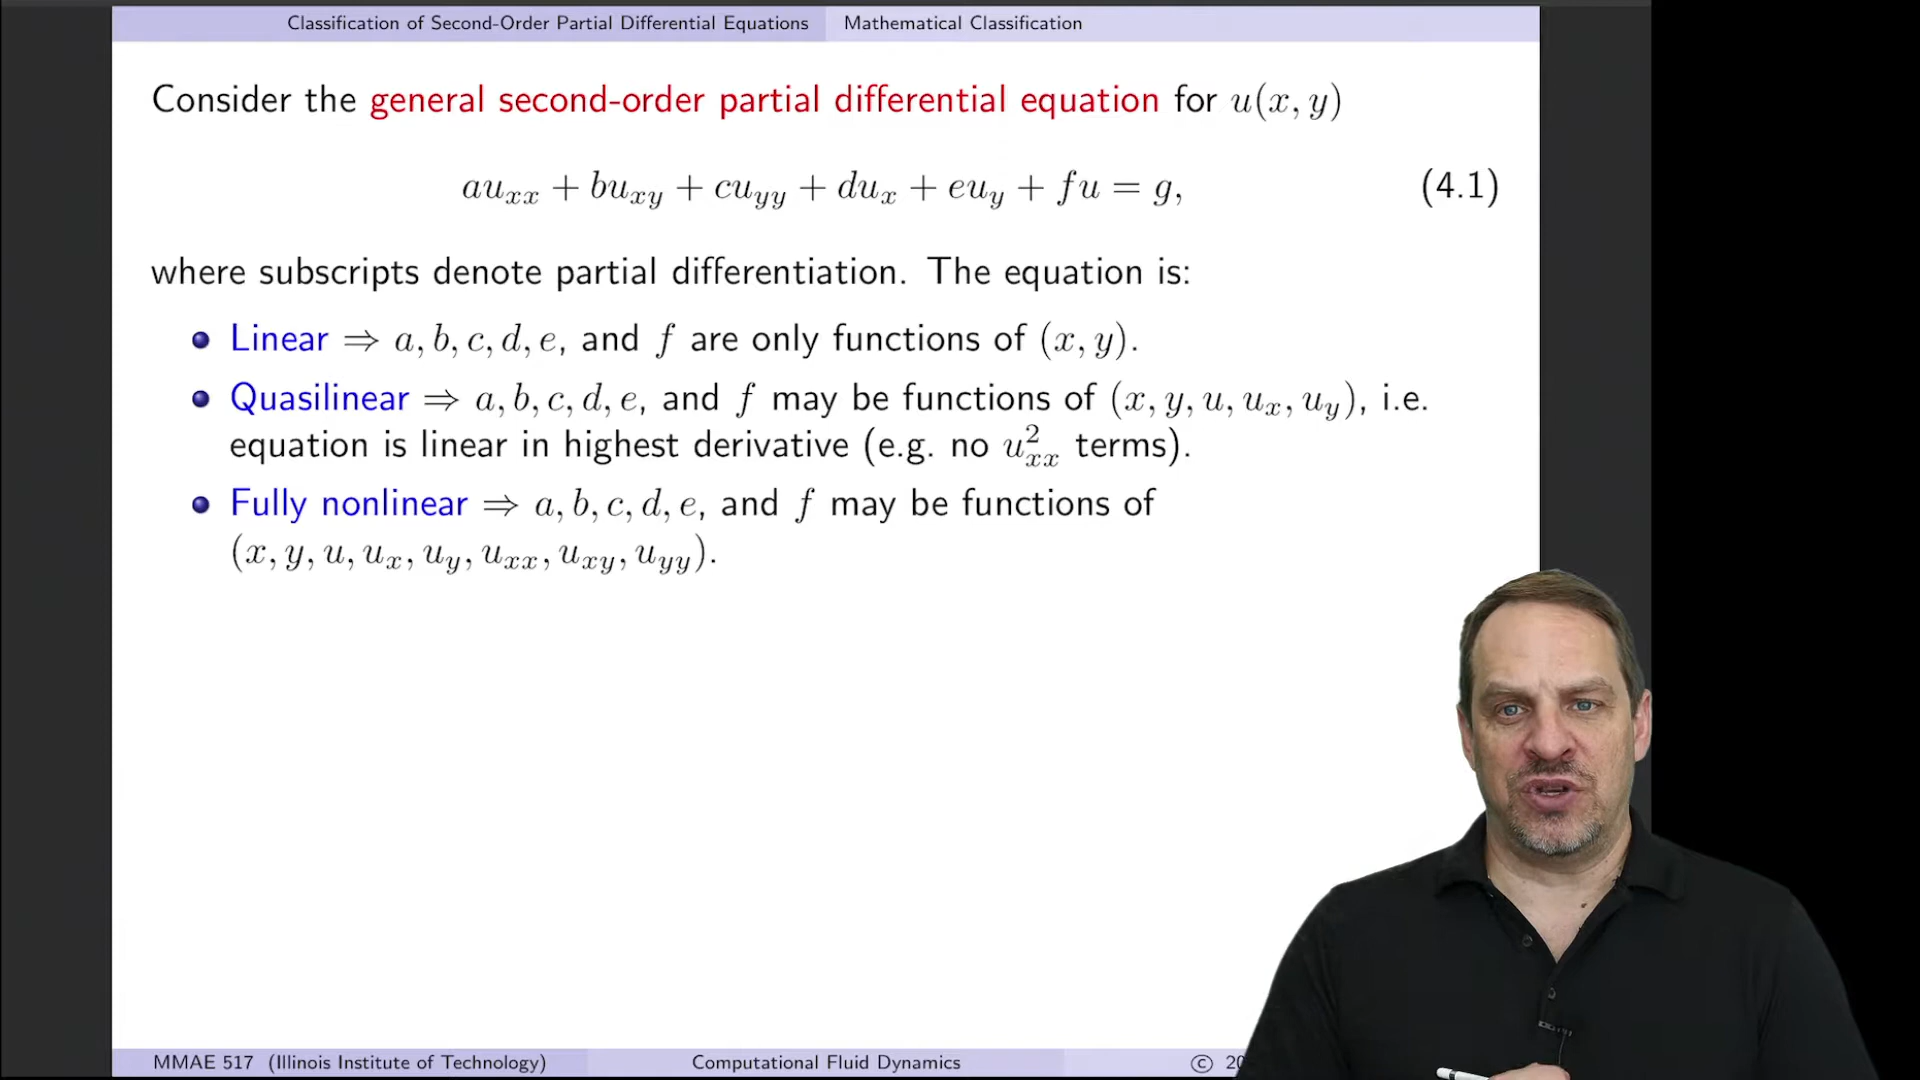 Classification of Second-Order Partial Differential Equations Mathematical Classification
Consider the general second-order partial differential equation for u(x, y)
au_{xx} + bu_{xy} + cu_{yy} + du_x + eu_y + fu = g, (4.1)
where subscripts denote partial differentiation. The equation is:
Linear ⇒ a, b, c, d, e, and f are only functions of (x, y).
Quasilinear ⇒ a, b, c, d, e, and f may be functions of (x, y, u, u_x, u_y), i.e.
equation is linear in highest derivative (e.g. no u_{xx}^2 terms).
Fully nonlinear ⇒ a, b, c, d, e, and f may be functions of
(x, y, u, u_x, u_y, u_{xx}, u_{xy}, u_{yy}).
MMAE 517 (Illinois Institute of Technology) Computational Fluid Dynamics ©